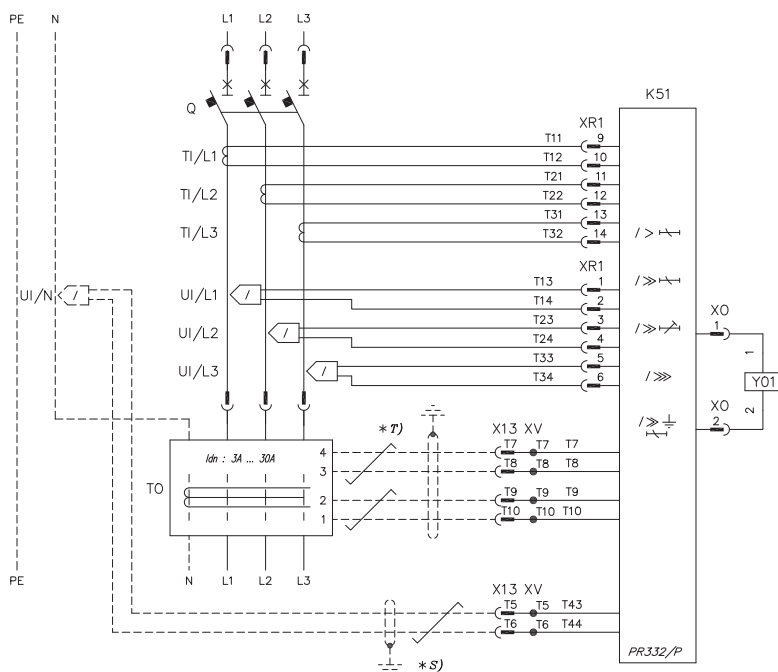 PE N L1 L2 L3
K51
Q
XR1
T11 9
TI/L1 T12 10
T21 11
TI/L2 T22 12
T31 13
TI/L3 T32 14
/ >
XR1
UI/N / UI/L1 / T13 1 / ≫
T14 2
XO
UI/L2 / T23 3 / ≫ 1
T24 4
1
UI/L3 / T33 5 / ⋙ Y01
T34 6
2
XO
/ ≫ 2
*T) X13 XV
Idn : 3A ... 30A 4 T7 T7 T7
3 T8 T8 T8
TO
2 T9 T9 T9
1 T10 T10 T10
PE N L1 L2 L3
X13 XV
T5 T5 T43
T6 T6 T44
*S) PR332/P